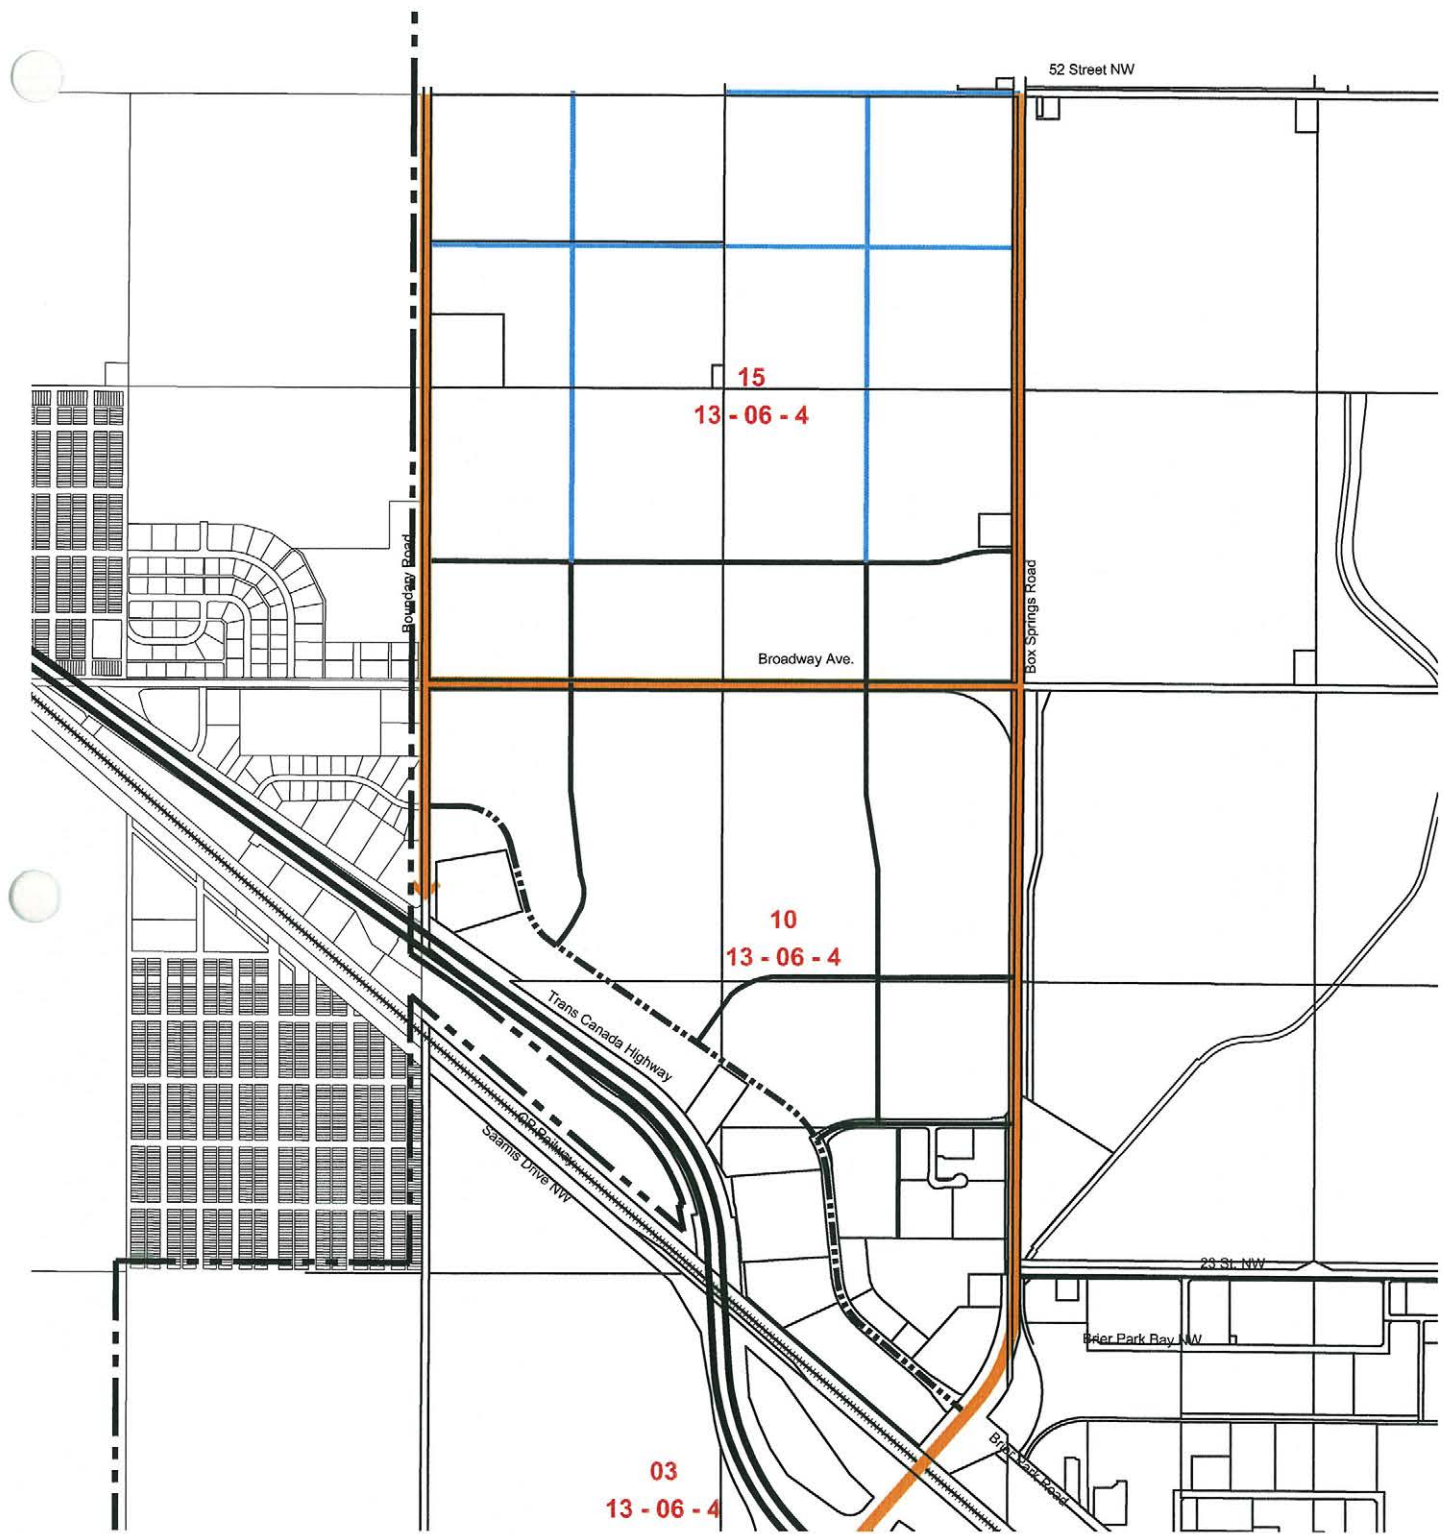 52 Street NW
15
13 - 06 - 4
Boundary Road
Box Springs Road
Broadway Ave.
10
13 - 06 - 4
Trans Canada Highway
CP Railway
Saamis Drive NW
23 St. NW
Brier Park Bay NW
Brier Park Road
03
13 - 06 - 4